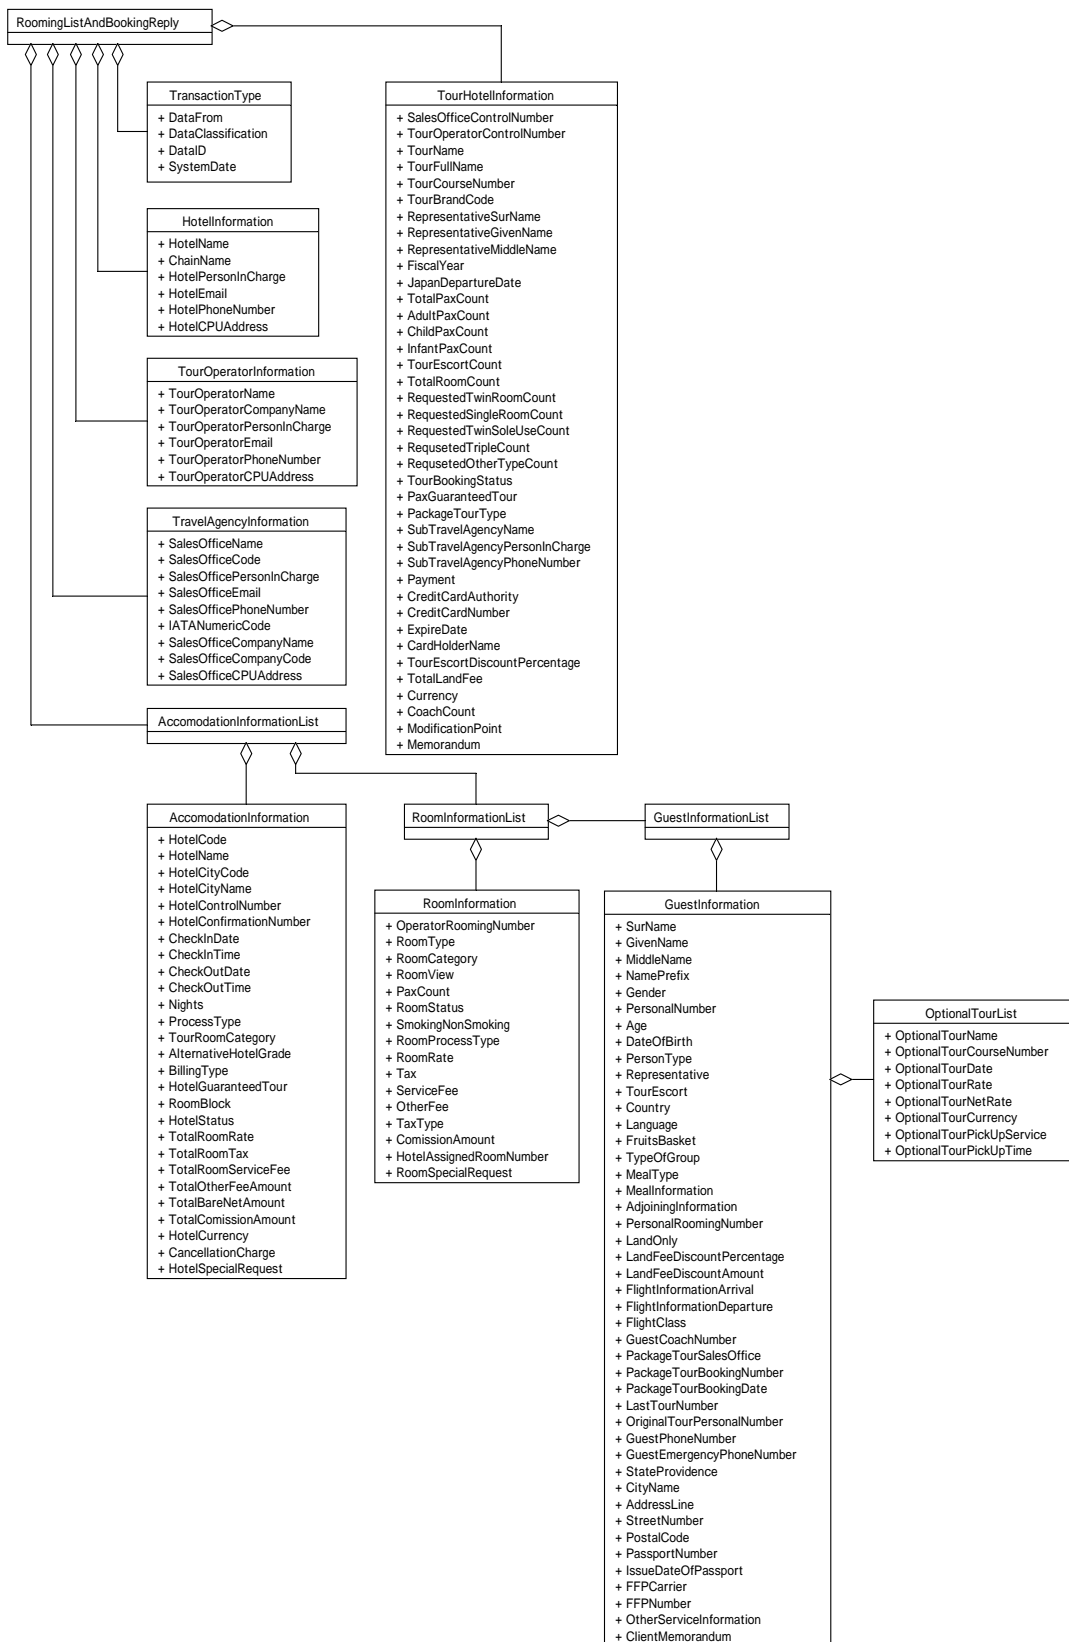 RoomingListAndBookingReply
TransactionType
+ DataFrom
+ DataClassification
+ DataID
+ SystemDate
HotelInformation
+ HotelName
+ ChainName
+ HotelPersonInCharge
+ HotelEmail
+ HotelPhoneNumber
+ HotelCPUAddress
TourOperatorInformation
+ TourOperatorName
+ TourOperatorCompanyName
+ TourOperatorPersonInCharge
+ TourOperatorEmail
+ TourOperatorPhoneNumber
+ TourOperatorCPUAddress
TravelAgencyInformation
+ SalesOfficeName
+ SalesOfficeCode
+ SalesOfficePersonInCharge
+ SalesOfficeEmail
+ SalesOfficePhoneNumber
+ IATANumericCode
+ SalesOfficeCompanyName
+ SalesOfficeCompanyCode
+ SalesOfficeCPUAddress
AccomodationInformationList
TourHotelInformation
+ SalesOfficeControlNumber
+ TourOperatorControlNumber
+ TourName
+ TourFullName
+ TourCourseNumber
+ TourBrandCode
+ RepresentativeSurName
+ RepresentativeGivenName
+ RepresentativeMiddleName
+ FiscalYear
+ JapanDepartureDate
+ TotalPaxCount
+ AdultPaxCount
+ ChildPaxCount
+ InfantPaxCount
+ TourEscortCount
+ TotalRoomCount
+ RequestedTwinRoomCount
+ RequestedSingleRoomCount
+ RequestedTwinSoleUseCount
+ RequsetedTripleCount
+ RequsetedOtherTypeCount
+ TourBookingStatus
+ PaxGuaranteedTour
+ PackageTourType
+ SubTravelAgencyName
+ SubTravelAgencyPersonInCharge
+ SubTravelAgencyPhoneNumber
+ Payment
+ CreditCardAuthority
+ CreditCardNumber
+ ExpireDate
+ CardHolderName
+ TourEscortDiscountPercentage
+ TotalLandFee
+ Currency
+ CoachCount
+ ModificationPoint
+ Memorandum
AccomodationInformation
+ HotelCode
+ HotelName
+ HotelCityCode
+ HotelCityName
+ HotelControlNumber
+ HotelConfirmationNumber
+ CheckInDate
+ CheckInTime
+ CheckOutDate
+ CheckOutTime
+ Nights
+ ProcessType
+ TourRoomCategory
+ AlternativeHotelGrade
+ BillingType
+ HotelGuaranteedTour
+ RoomBlock
+ HotelStatus
+ TotalRoomRate
+ TotalRoomTax
+ TotalRoomServiceFee
+ TotalOtherFeeAmount
+ TotalBareNetAmount
+ TotalComissionAmount
+ HotelCurrency
+ CancellationCharge
+ HotelSpecialRequest
RoomInformationList
RoomInformation
+ OperatorRoomingNumber
+ RoomType
+ RoomCategory
+ RoomView
+ PaxCount
+ RoomStatus
+ SmokingNonSmoking
+ RoomProcessType
+ RoomRate
+ Tax
+ ServiceFee
+ OtherFee
+ TaxType
+ ComissionAmount
+ HotelAssignedRoomNumber
+ RoomSpecialRequest
GuestInformationList
GuestInformation
+ SurName
+ GivenName
+ MiddleName
+ NamePrefix
+ Gender
+ PersonalNumber
+ Age
+ DateOfBirth
+ PersonType
+ Representative
+ TourEscort
+ Country
+ Language
+ FruitsBasket
+ TypeOfGroup
+ MealType
+ MealInformation
+ AdjoiningInformation
+ PersonalRoomingNumber
+ LandOnly
+ LandFeeDiscountPercentage
+ LandFeeDiscountAmount
+ FlightInformationArrival
+ FlightInformationDeparture
+ FlightClass
+ GuestCoachNumber
+ PackageTourSalesOffice
+ PackageTourBookingNumber
+ PackageTourBookingDate
+ LastTourNumber
+ OriginalTourPersonalNumber
+ GuestPhoneNumber
+ GuestEmergencyPhoneNumber
+ StateProvidence
+ CityName
+ AddressLine
+ StreetNumber
+ PostalCode
+ PassportNumber
+ IssueDateOfPassport
+ FFPCarrier
+ FFPNumber
+ OtherServiceInformation
+ ClientMemorandum
OptionalTourList
+ OptionalTourName
+ OptionalTourCourseNumber
+ OptionalTourDate
+ OptionalTourRate
+ OptionalTourNetRate
+ OptionalTourCurrency
+ OptionalTourPickUpService
+ OptionalTourPickUpTime